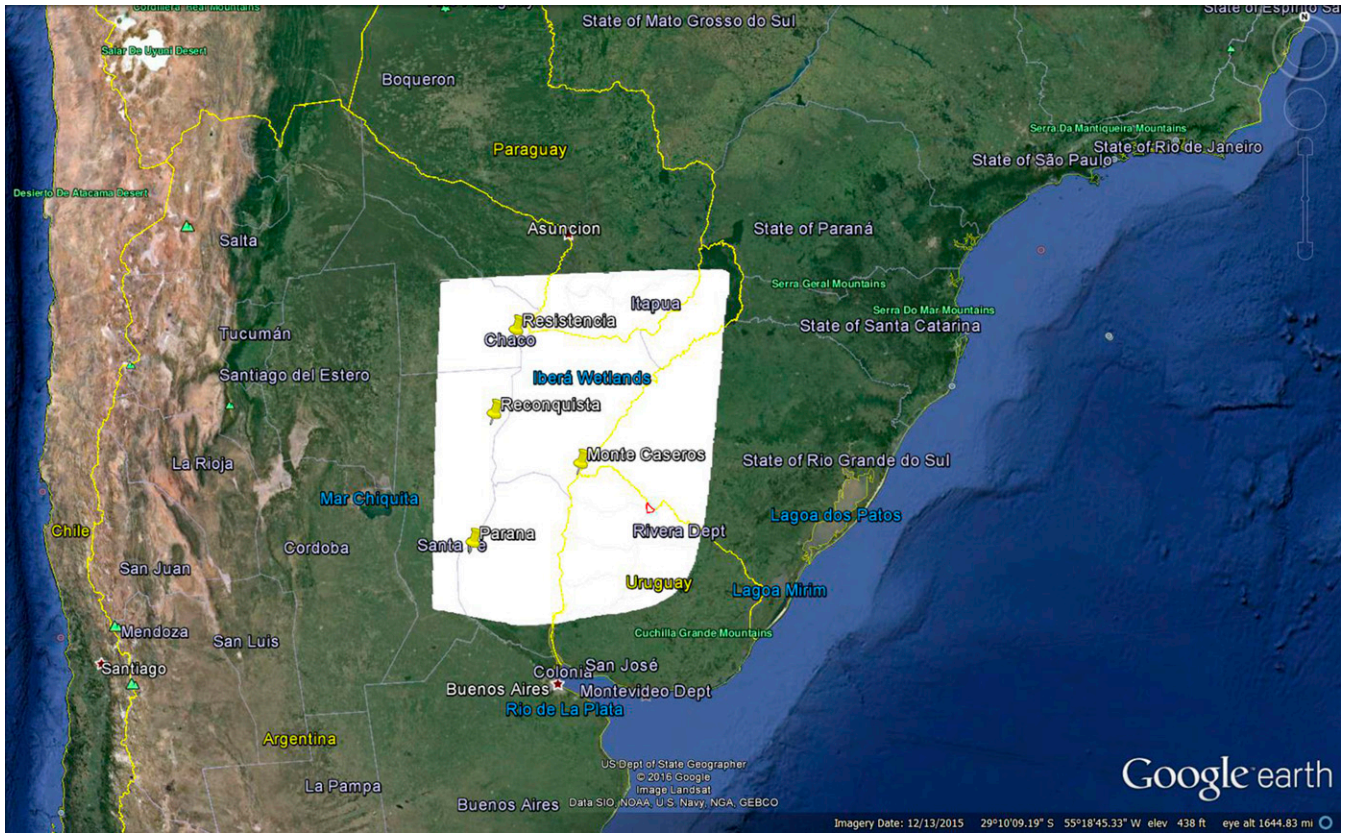 Cordillera Real Mountains
State of Mato Grosso do Sul
State of Espirito Sa
N
Salar De Uyuni Desert
Boqueron
Serra Da Mantiqueira Mountains
Paraguay
State of Rio de Janeiro
State of São Paulo
Desierto De Atacama Desert
Asuncion
State of Paraná
Salta
Serra Geral Mountains
Itapua
Serra Do Mar Mountains
Resistencia
State of Santa Catarina
Tucumán
Chaco
Santiago del Estero
Iberá Wetlands
Reconquista
Monte Caseros
State of Rio Grande do Sul
La Rioja
Mar Chiquita
Lagoa dos Patos
Chile
Rivera Dept
Parana
Santa Fe
Cordoba
San Juan
Uruguay
Lagoa Mirim
Mendoza
San Luis
Cuchilla Grande Mountains
Santiago
Colonia
San José
Buenos Aires
Montevideo Dept
Rio de La Plata
Argentina
US Dept of State Geographer
© 2016 Google
Image Landsat
Data SIO, NOAA, U.S. Navy, NGA, GEBCO
La Pampa
Buenos Aires
Google earth
Imagery Date: 12/13/2015 29°10'09.19" S 55°18'45.33" W elev 438 ft eye alt 1644.83 mi